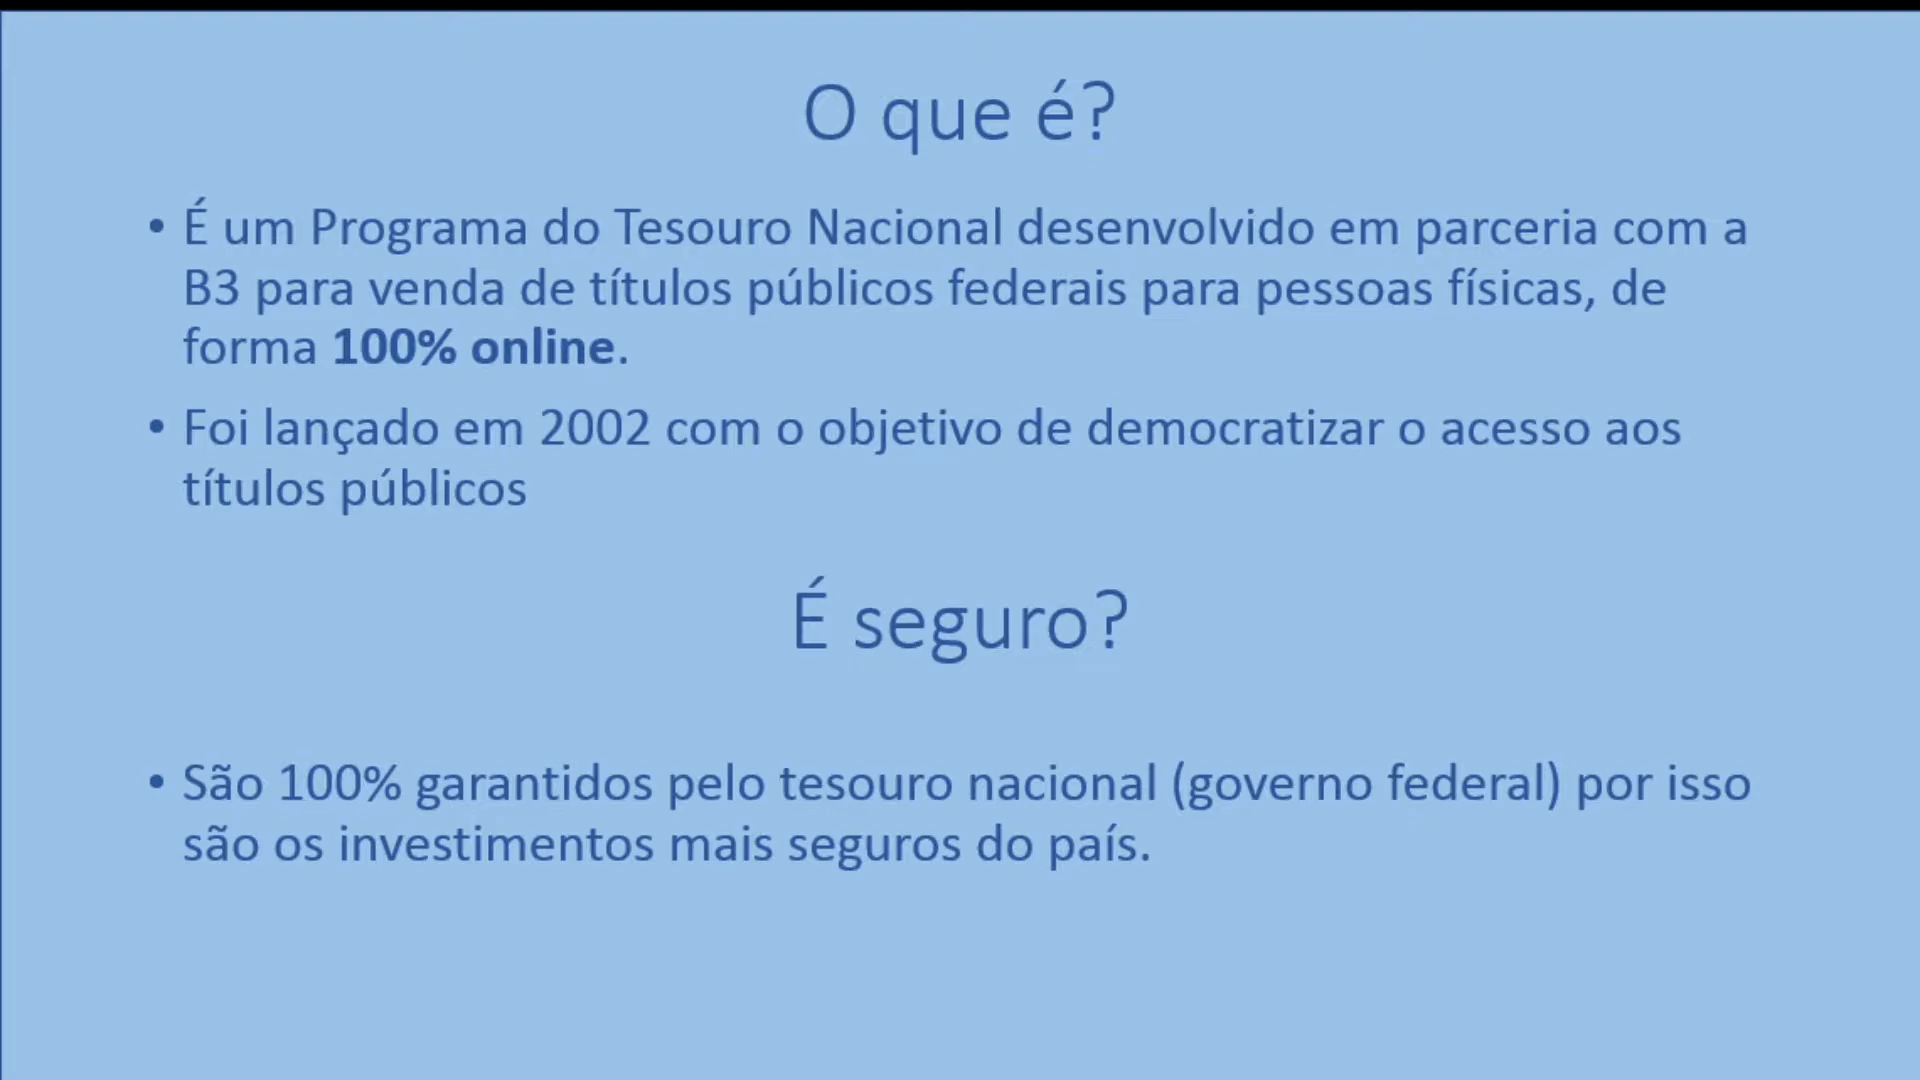 O que é?
• É um Programa do Tesouro Nacional desenvolvido em parceria com a
B3 para venda de títulos públicos federais para pessoas físicas, de
forma 100% online.
• Foi lançado em 2002 com o objetivo de democratizar o acesso aos
títulos públicos
É seguro?
• São 100% garantidos pelo tesouro nacional (governo federal) por isso
são os investimentos mais seguros do país.